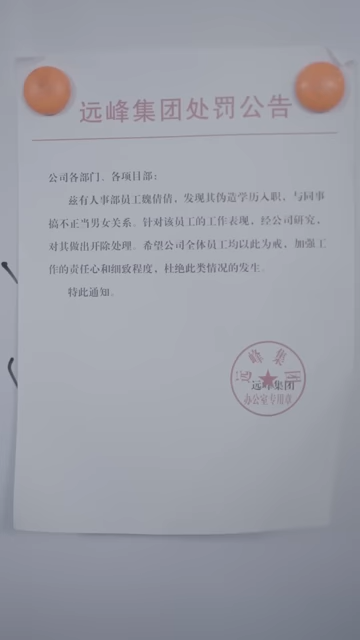 远峰集团处罚公告
公司各部门、各项目部：
兹有人事部员工魏倩倩，发现其伪造学历入职，与同事
搞不正当男女关系。针对该员工的工作表现，经公司研究，
对其做出开除处理。希望公司全体员工均以此为戒，加强工
作的责任心和细致程度，杜绝此类情况的发生。
特此通知。
远峰集团
远峰集团
办公室专用章